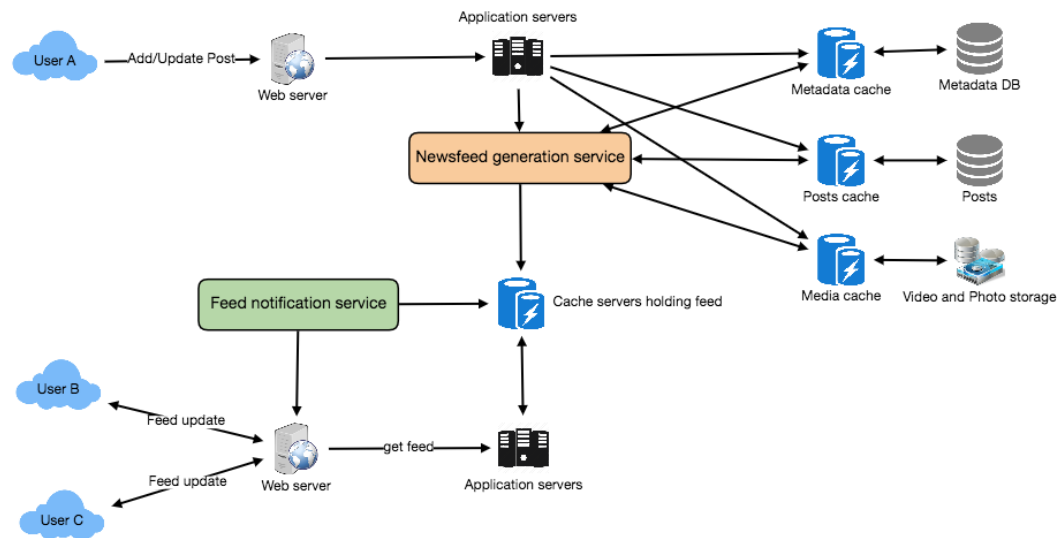 Application servers
User A
Add/Update Post
Web server
Metadata cache
Metadata DB
Newsfeed generation service
Posts cache
Posts
Media cache
Video and Photo storage
Feed notification service
Cache servers holding feed
User B
Feed update
get feed
Feed update
Web server
Application servers
User C